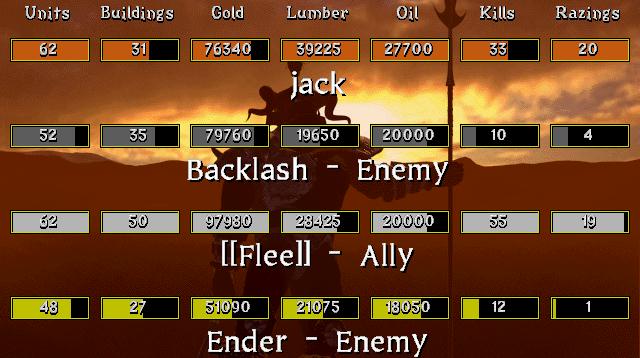 Units Buildings Gold Lumber Oil Kills Razings
62 31 76340 39225 27700 33 20
jack
52 35 79760 19650 20000 10 4
Backlash - Enemy
62 50 97980 28425 20000 55 19
[[Flee]] - Ally
48 27 51090 21075 18050 12 1
Ender - Enemy